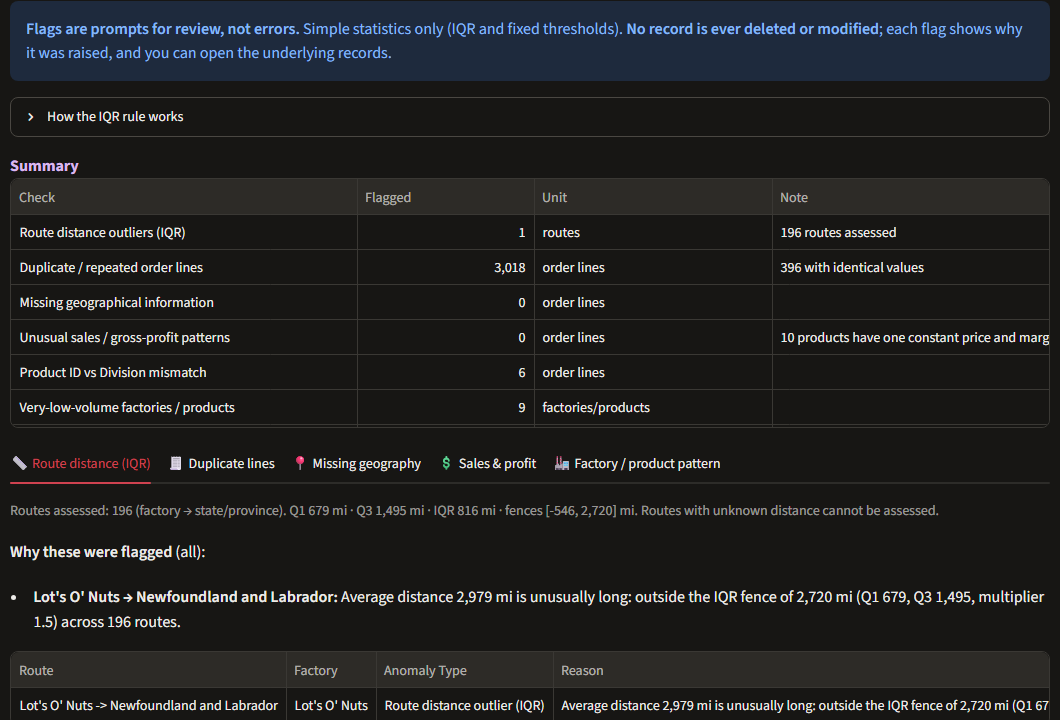 Flags are prompts for review, not errors. Simple statistics only (IQR and fixed thresholds). No record is ever deleted or modified; each flag shows why
it was raised, and you can open the underlying records.
How the IQR rule works
Summary
Check Flagged Unit Note
Route distance outliers (IQR) 1 routes 196 routes assessed
Duplicate / repeated order lines 3,018 order lines 396 with identical values
Missing geographical information 0 order lines
Unusual sales / gross-profit patterns 0 order lines 10 products have one constant price and marg
Product ID vs Division mismatch 6 order lines
Very-low-volume factories / products 9 factories/products
Route distance (IQR) Duplicate lines Missing geography Sales & profit Factory / product pattern
Routes assessed: 196 (factory → state/province). Q1 679 mi · Q3 1,495 mi · IQR 816 mi · fences [-546, 2,720] mi. Routes with unknown distance cannot be assessed.
Why these were flagged (all):
• Lot's O' Nuts → Newfoundland and Labrador: Average distance 2,979 mi is unusually long: outside the IQR fence of 2,720 mi (Q1 679, Q3 1,495, multiplier
1.5) across 196 routes.
Route Factory Anomaly Type Reason
Lot's O' Nuts -> Newfoundland and Labrador Lot's O' Nuts Route distance outlier (IQR) Average distance 2,979 mi is unusually long: outside the IQR fence of 2,720 mi (Q1 67